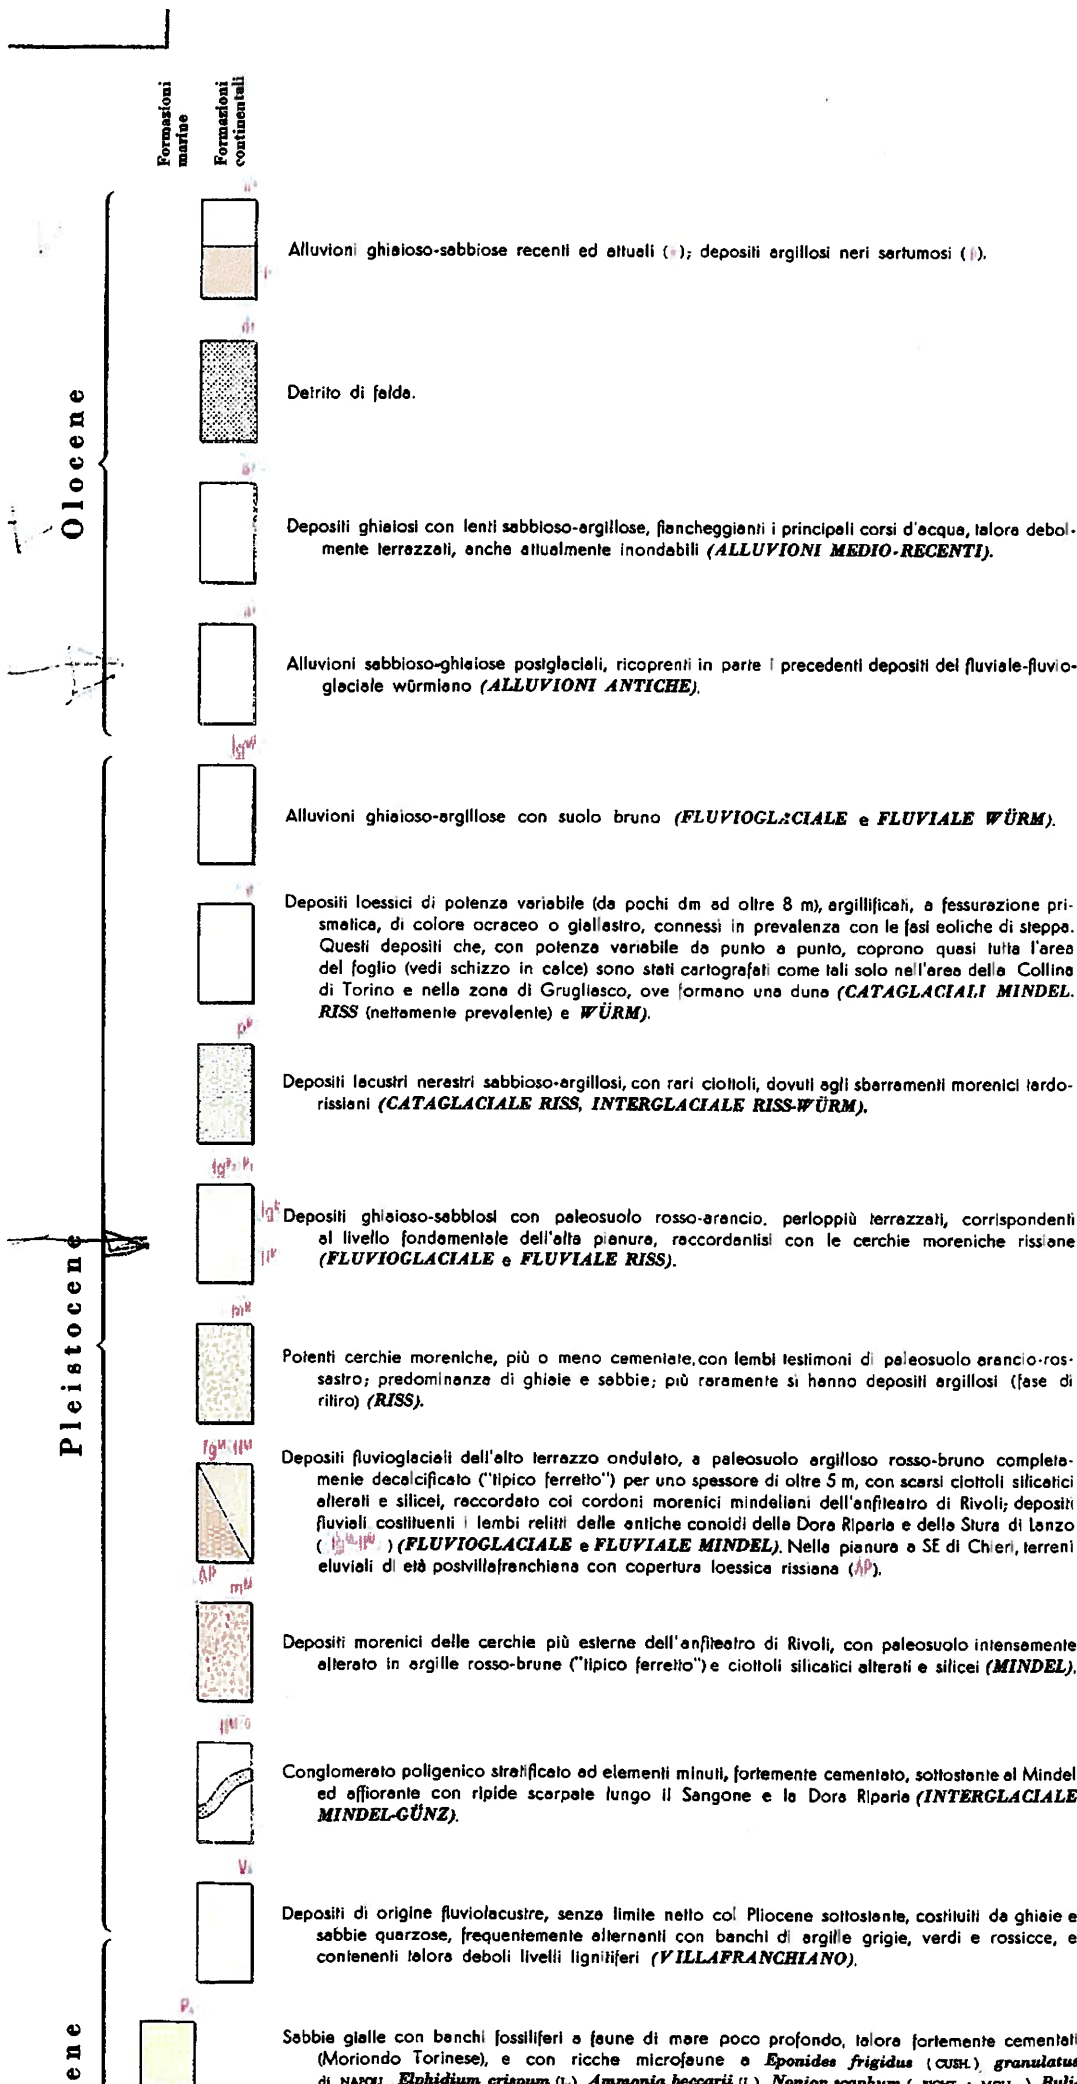 Formazioni
marine
Formazioni
continentali
Olocene
Alluvioni ghiaioso-sabbiose recenti ed attuali ( ); depositi argillosi neri sartumosi ( ).
Detrito di falda.
Depositi ghiaiosi con lenti sabbioso-argillose, fiancheggianti i principali corsi d'acqua, talora debol-
mente terrazzati, anche attualmente inondabili (ALLUVIONI MEDIO-RECENTI).
Alluvioni sabbioso-ghiaiose postglaciali, ricoprenti in parte i precedenti depositi del fluviale-fluvio-
glaciale würmiano (ALLUVIONI ANTICHE).
Pleistocene
Alluvioni ghiaioso-argillose con suolo bruno (FLUVIOGLACIALE e FLUVIALE WÜRM).
Depositi loessici di potenza variabile (da pochi dm ad oltre 8 m), argillificati, a fessurazione pri-
smatica, di colore ocraceo o giallastro, connessi in prevalenza con le fasi eoliche di steppa.
Questi depositi che, con potenza variabile da punto a punto, coprono quasi tutta l'area
del foglio (vedi schizzo in calce) sono stati cartografati come tali solo nell'area della Collina
di Torino e nella zona di Grugliasco, ove formano una duna (CATAGLACIALI MINDEL.
RISS (nettamente prevalente) e WÜRM).
Depositi lacustri nerastri sabbioso-argillosi, con rari ciottoli, dovuti agli sbarramenti morenici tardo-
rissiani (CATAGLACIALE RISS, INTERGLACIALE RISS-WÜRM).
Depositi ghiaioso-sabbiosi con paleosuolo rosso-arancio, perloppiù terrazzati, corrispondenti
al livello fondamentale dell'alta pianura, raccordantisi con le cerchie moreniche rissiane
(FLUVIOGLACIALE e FLUVIALE RISS).
Potenti cerchie moreniche, più o meno cementate, con lembi testimoni di paleosuolo arancio-ros-
sastro; predominanza di ghiaie e sabbie; più raramente si hanno depositi argillosi (fase di
ritiro) (RISS).
Depositi fluvioglaciali dell'alto terrazzo ondulato, a paleosuolo argilloso rosso-bruno completa-
mente decalcificato ("tipico ferretto") per uno spessore di oltre 5 m, con scarsi ciottoli silicatici
alterati e silicei, raccordato coi cordoni morenici mindeliani dell'anfiteatro di Rivoli; depositi
fluviali costituenti i lembi relitti delle antiche conoidi della Dora Riparia e della Stura di Lanzo
( ) (FLUVIOGLACIALE e FLUVIALE MINDEL). Nella pianura a SE di Chieri, terreni
eluviali di età postvillafranchiana con copertura loessica rissiana (AP).
AP
Depositi morenici delle cerchie più esterne dell'anfiteatro di Rivoli, con paleosuolo intensamente
alterato in argille rosso-brune ("tipico ferretto") e ciottoli silicatici alterati e silicei (MINDEL).
Conglomerato poligenico stratificato ad elementi minuti, fortemente cementato, sottostante al Mindel
ed affiorante con ripide scarpate lungo il Sangone e la Dora Riparia (INTERGLACIALE
MINDEL-GÜNZ).
Depositi di origine fluviolacustre, senza limite netto col Pliocene sottostante, costituiti da ghiaie e
sabbie quarzose, frequentemente alternanti con banchi di argille grigie, verdi e rossicce, e
contenenti talora deboli livelli lignitiferi (VILLAFRANCHIANO).
ene
Sabbie gialle con banchi fossiliferi a faune di mare poco profondo, talora fortemente cementati
(Moriondo Torinese), e con ricche microfaune a Eponides frigidus (CUSH.) granulatus
di NAPOLI, Elphidium crispum (L.), Ammonia beccarii (L.), Nonion